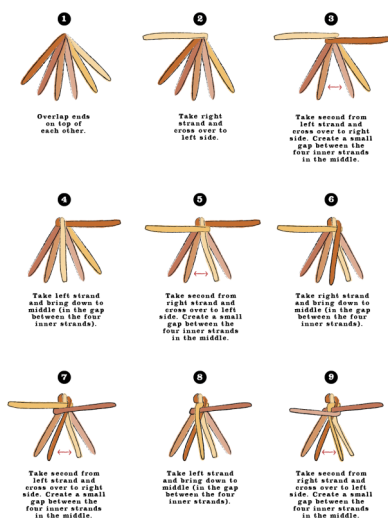 1
Overlap ends
on top of
each other.
2
Take right
strand and
cross over to
left side.
3
Take second from
left strand and
cross over to right
side. Create a small
gap between the
four inner strands
in the middle.
4
Take left strand
and bring down to
middle (in the gap
between the four
inner strands).
5
Take second from
right strand and
cross over to left
side. Create a small
gap between the
four inner strands
in the middle.
6
Take right strand
and bring down to
middle (in the gap
between the four
inner strands).
7
Take second from
left strand and
cross over to right
side. Create a small
gap between the
four inner strands
in the middle.
8
Take left strand
and bring down to
middle (in the gap
between the four
inner strands).
9
Take second from
right strand and
cross over to left
side. Create a small
gap between the
four inner strands
in the middle.